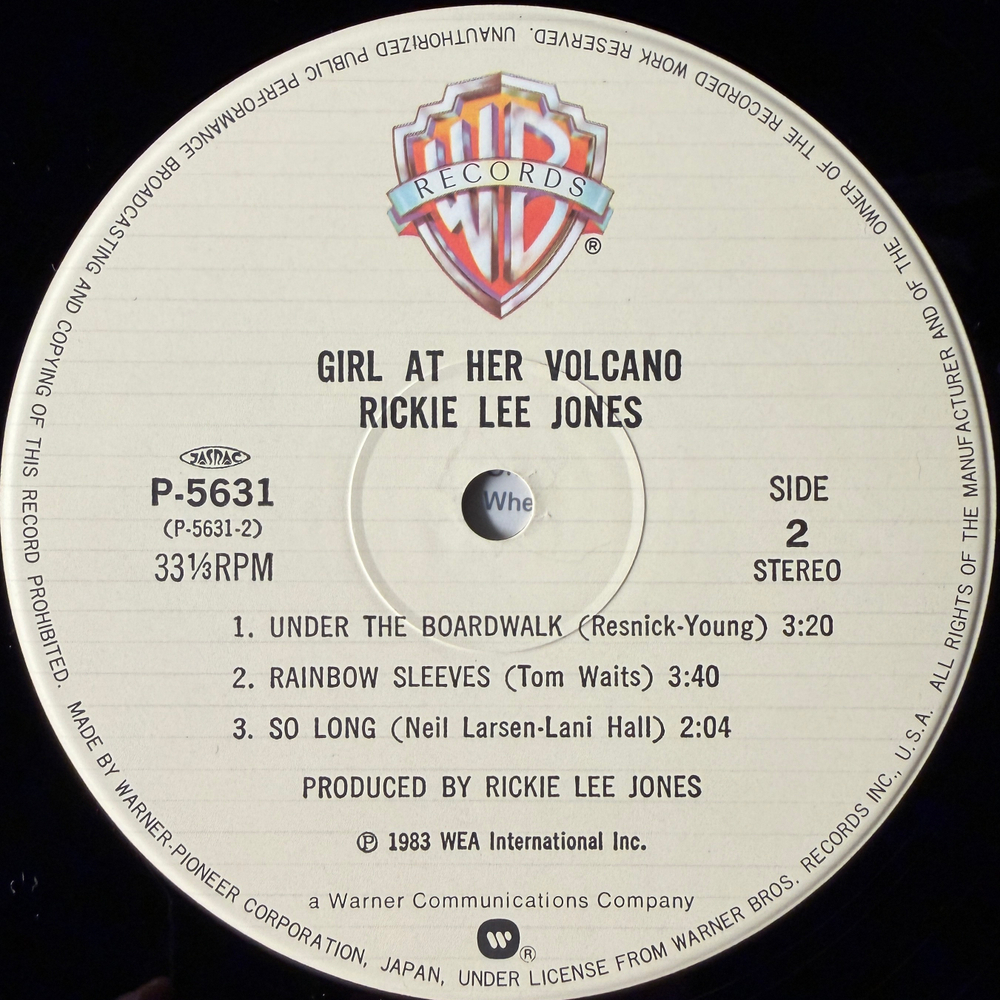 ALL RIGHTS OF THE MANUFACTURER AND OF THE OWNER OF THE RECORDED WORK RESERVED. UNAUTHORIZED PUBLIC PERFORMANCE BROADCASTING AND COPYING OF THIS RECORD PROHIBITED.
WB
RECORDS
®
GIRL AT HER VOLCANO
RICKIE LEE JONES
JASRAC
P-5631
(P-5631-2)
33⅓RPM
Whe
SIDE
2
STEREO
1. UNDER THE BOARDWALK (Resnick-Young) 3:20
2. RAINBOW SLEEVES (Tom Waits) 3:40
3. SO LONG (Neil Larsen-Lani Hall) 2:04
PRODUCED BY RICKIE LEE JONES
℗ 1983 WEA International Inc.
a Warner Communications Company
®
MADE BY WARNER-PIONEER CORPORATION, JAPAN, UNDER LICENSE FROM WARNER BROS. RECORDS INC., U.S.A.